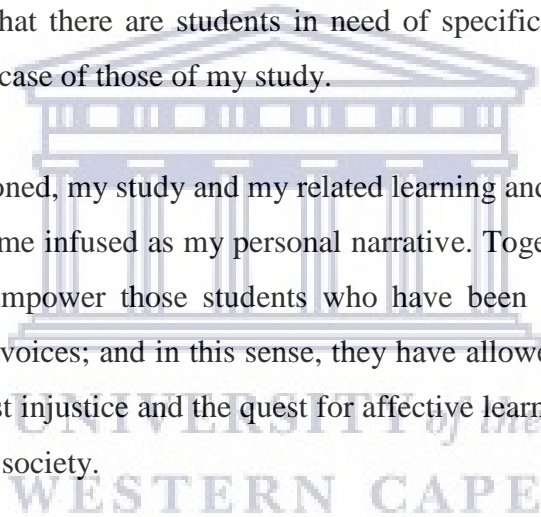 hat there are students in need of specific
case of those of my study.
oned, my study and my related learning and
me infused as my personal narrative. Toge
empower those students who have been
voices; and in this sense, they have allowe
st injustice and the quest for affective learn
UNIVERSITY of the
society.
WESTERN CAPE